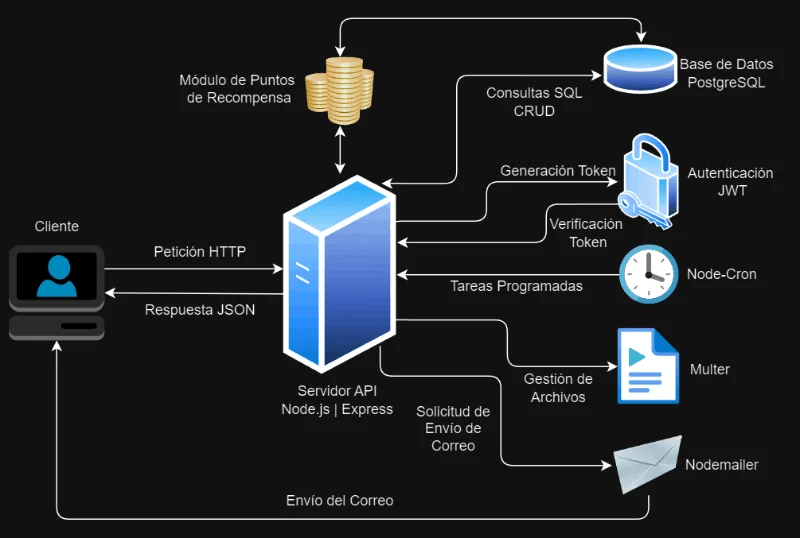 Módulo de Puntos
de Recompensa
Base de Datos
PostgreSQL
Consultas SQL
CRUD
Generación Token
Autenticación
JWT
Verificación
Token
Cliente
Petición HTTP
Respuesta JSON
Tareas Programadas
Node-Cron
Servidor API
Node.js | Express
Gestión de
Archivos
Multer
Solicitud de
Envío de
Correo
Nodemailer
Envío del Correo